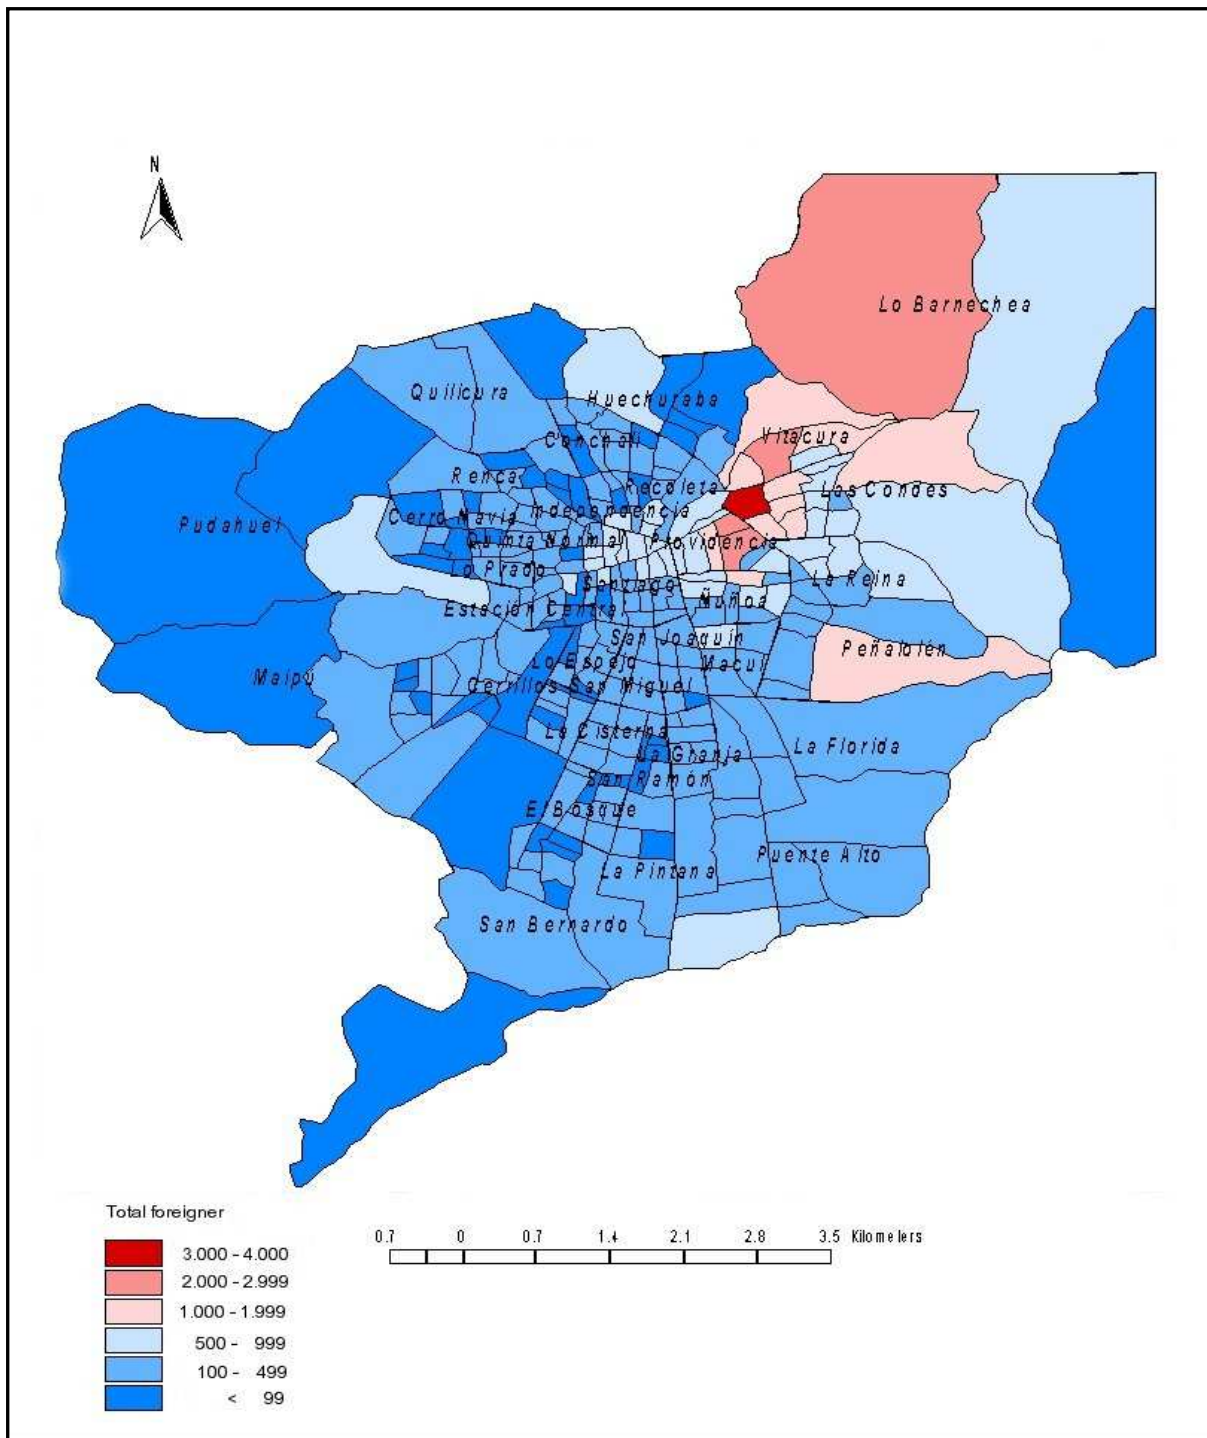 N
Lo Barnechea
Quilicura
Huechuraba
Conchalí
Vitacura
Renca
Recoleta
Las Condes
Pudahuel
Cerro Navia
Independencia
Quinta Normal
Providencia
Lo Prado
Santiago
La Reina
Estación Central
Ñuñoa
San Joaquín
Peñalolén
Lo Espejo
Macul
Maipú
Cerrillos
San Miguel
La Cisterna
La Granja
La Florida
San Ramón
El Bosque
Puente Alto
La Pintana
San Bernardo
Total foreigner
3.000 - 4.000
2.000 - 2.999
1.000 - 1.999
500 - 999
100 - 499
< 99
0.7 0 0.7 1.4 2.1 2.8 3.5 Kilometers